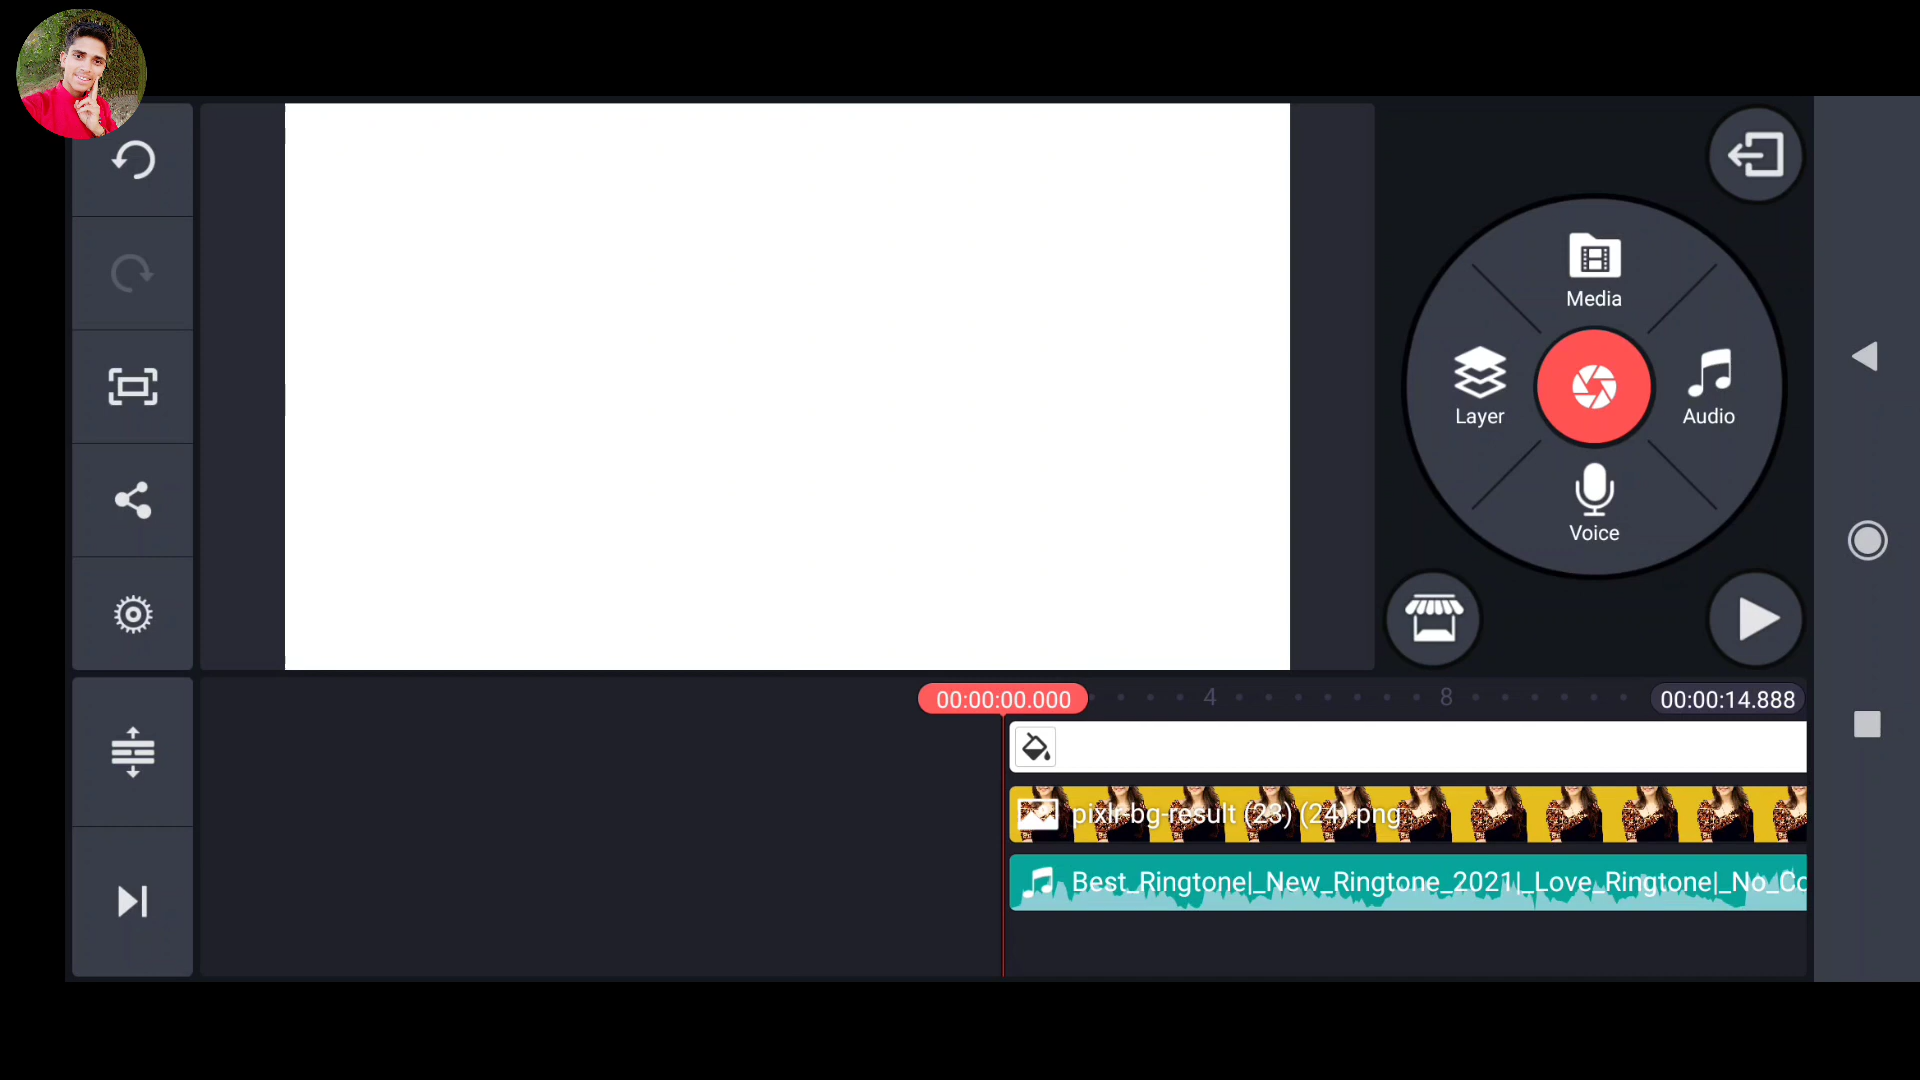 Media
Layer
Audio
Voice
00:00:00.000
4
8
00:00:14.888
pixlr-bg-result (23) (24).png
Best_Ringtone|_New_Ringtone_2021|_Love_Ringtone|_No_Co